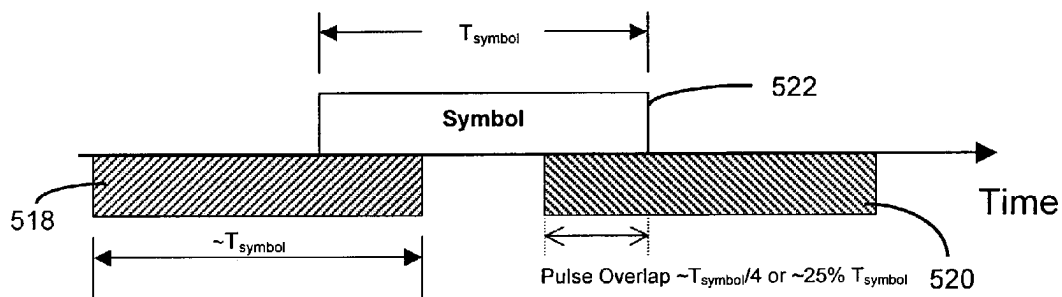 T_symbol
522
Symbol
518
Time
~T_symbol
Pulse Overlap ~T_symbol/4 or ~25% T_symbol
520